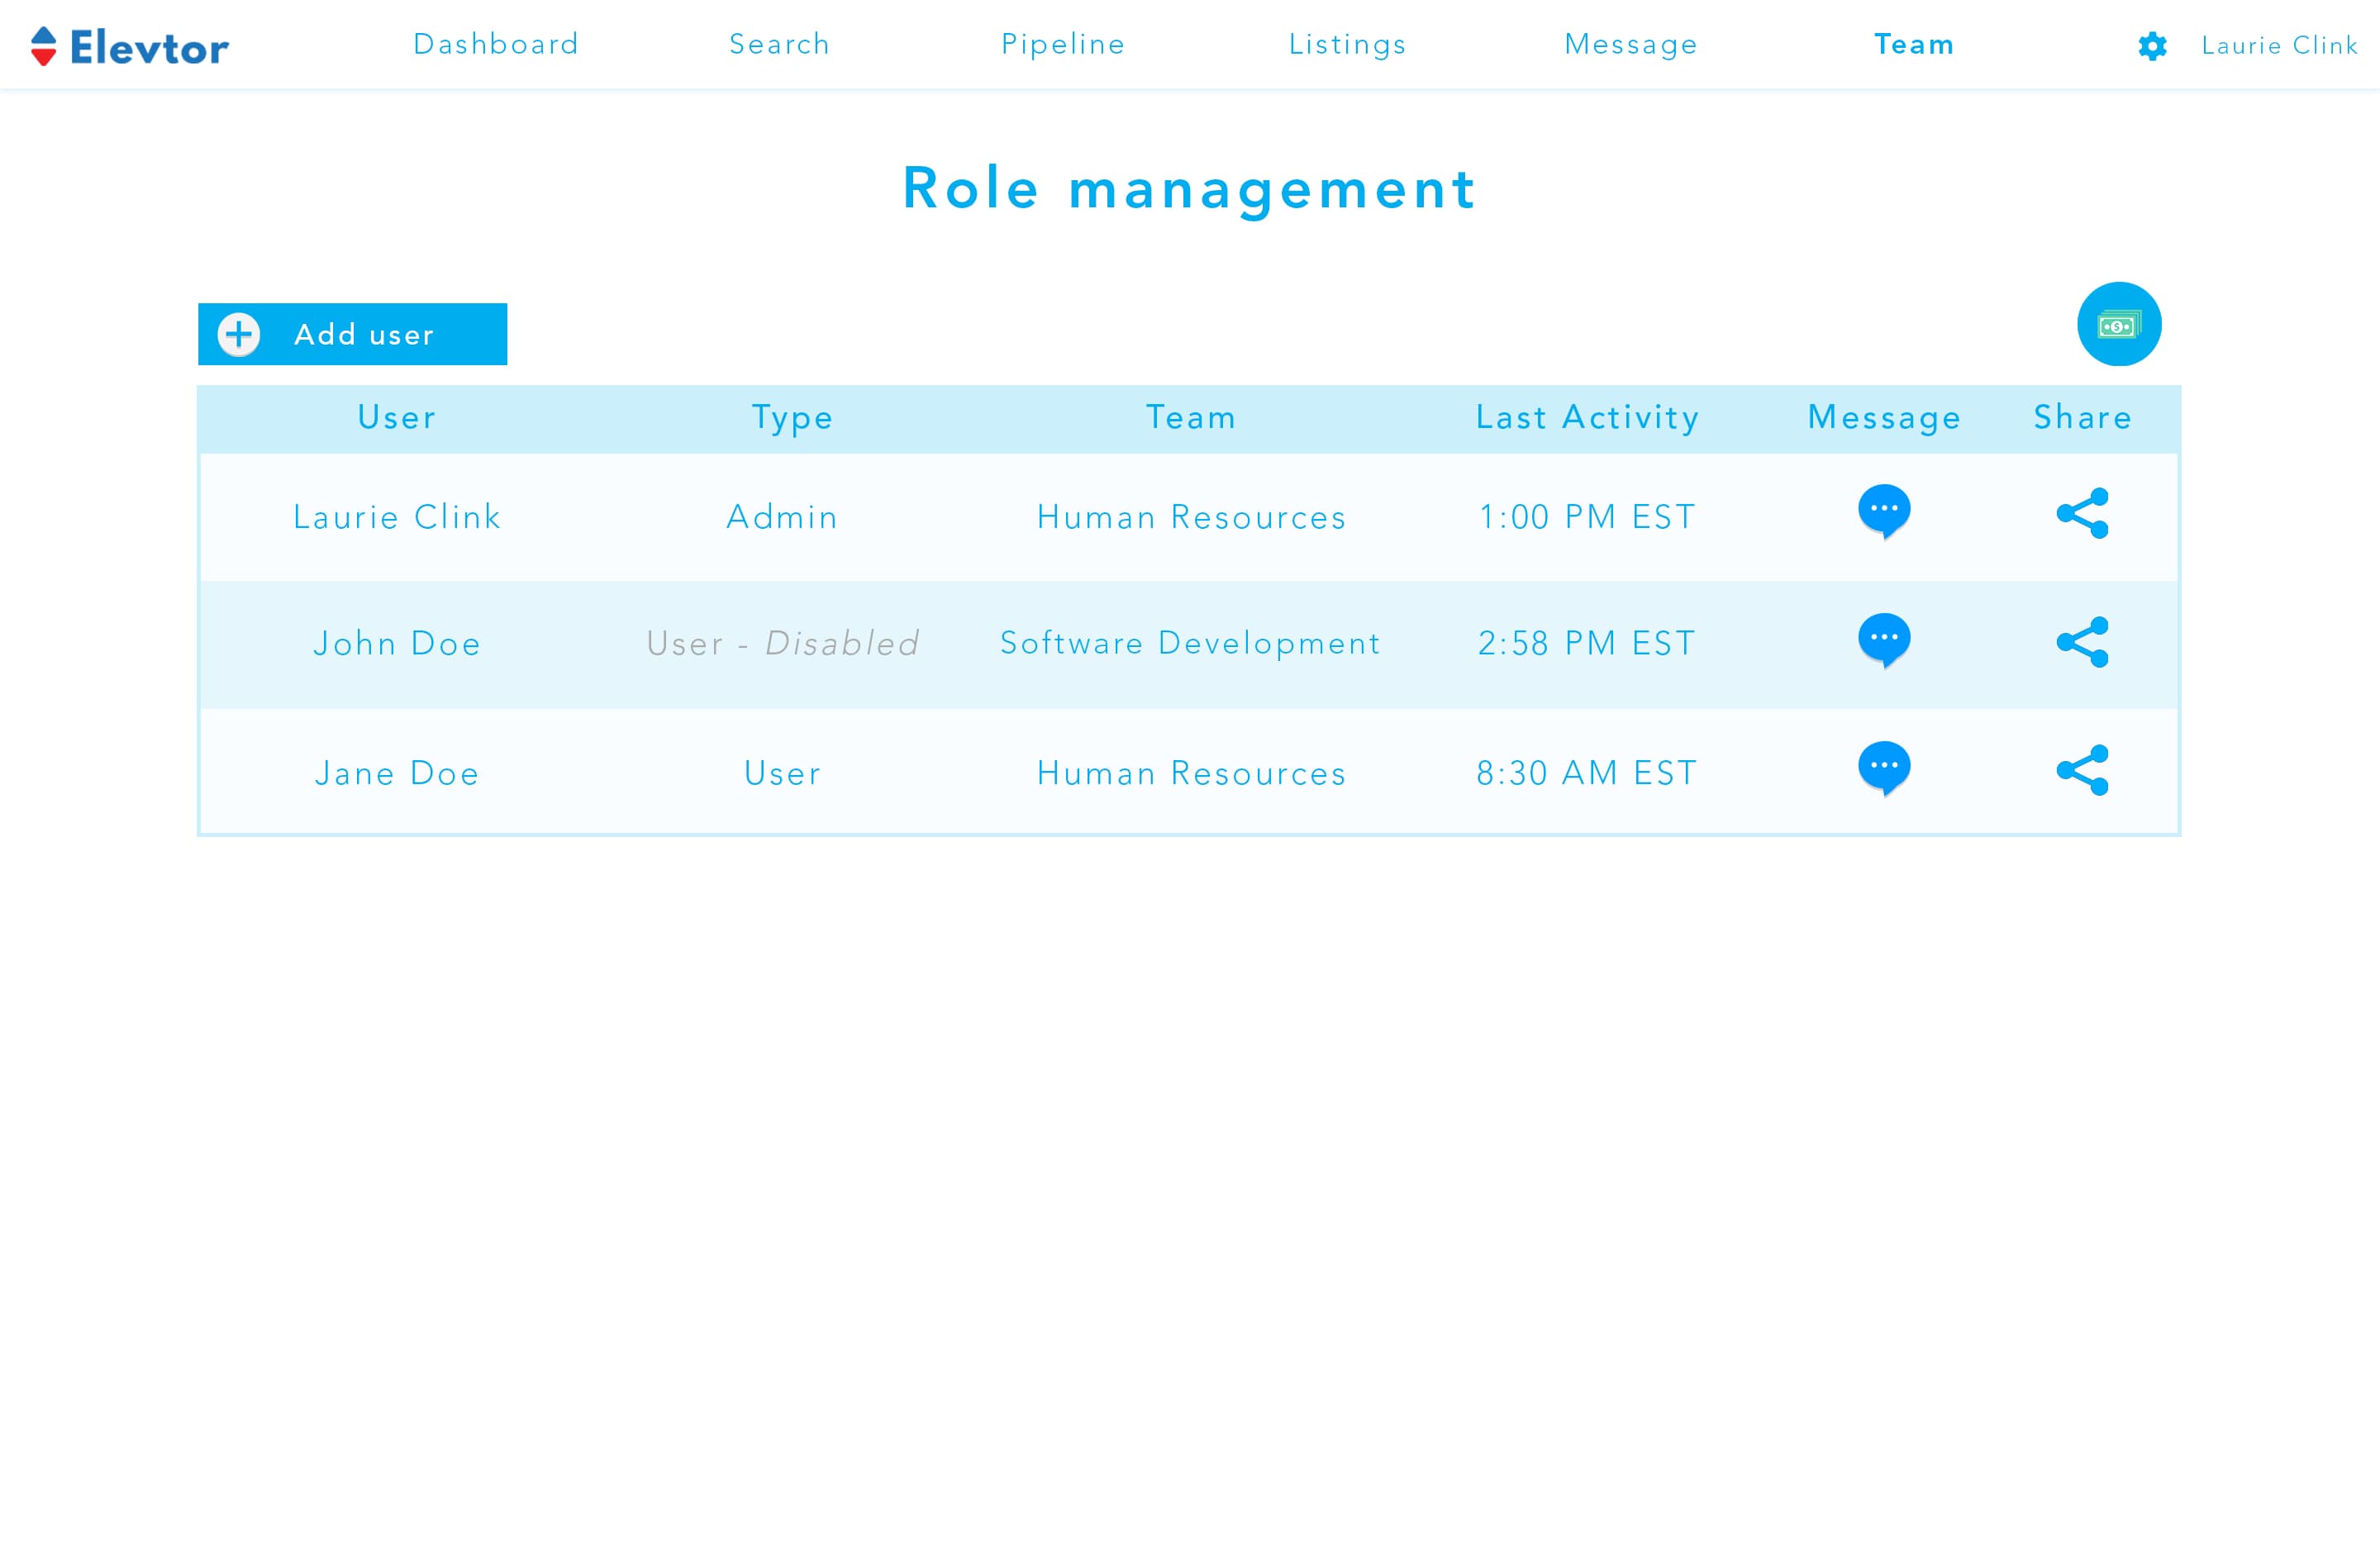 Elevtor Dashboard Search Pipeline Listings Message Team Laurie Clink
Role management
Add user
User Type Team Last Activity Message Share
Laurie Clink Admin Human Resources 1:00 PM EST
John Doe User - Disabled Software Development 2:58 PM EST
Jane Doe User Human Resources 8:30 AM EST